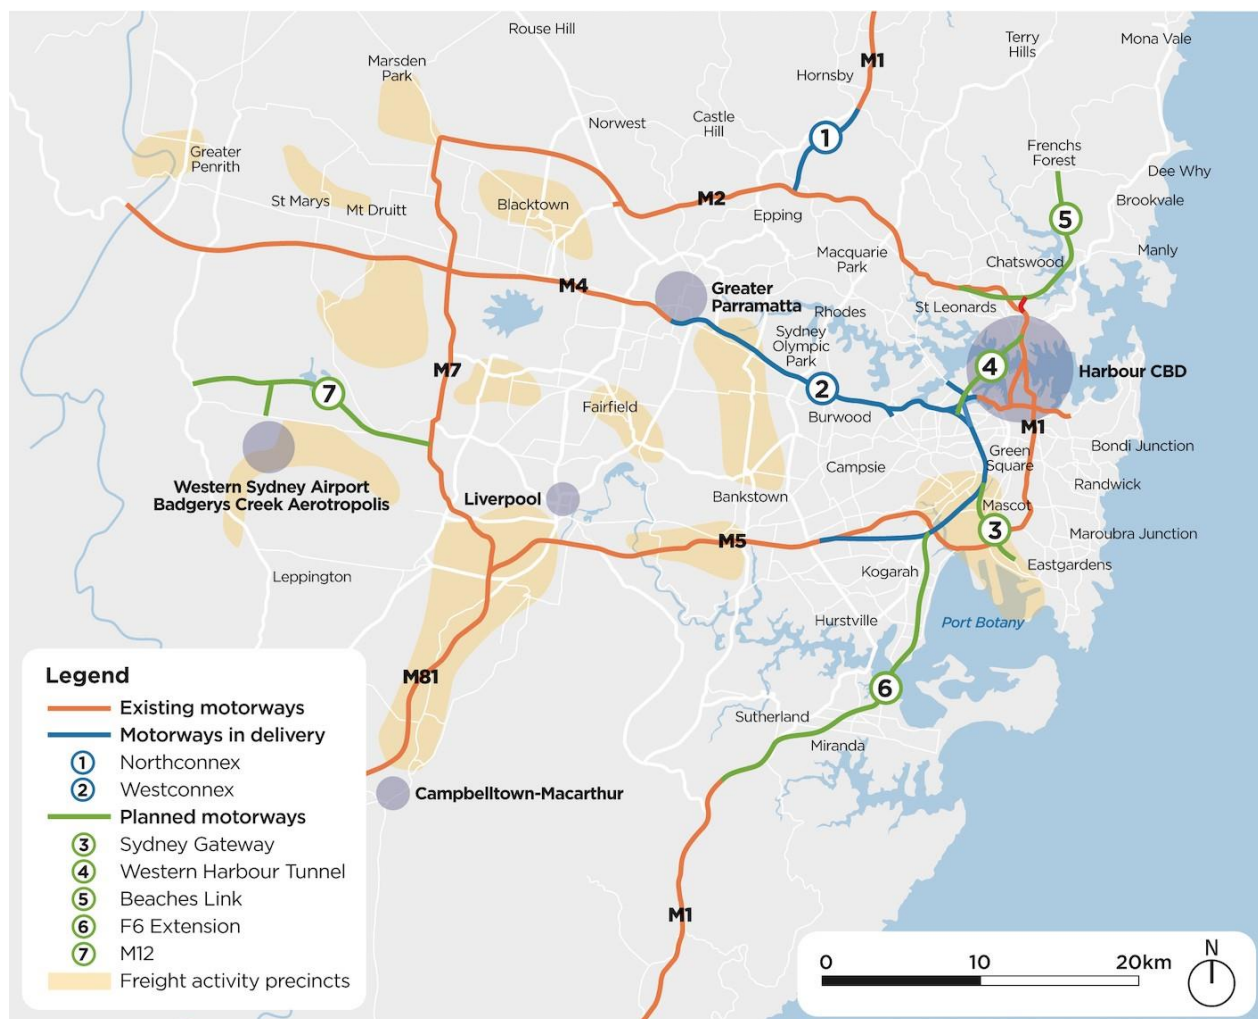 Rouse Hill
Terry
Hills
Mona Vale
M1
Marsden
Park
Hornsby
Castle
Hill
Norwest
1
Greater
Penrith
Frenchs
Forest
Dee Why
St Marys
Mt Druitt
Blacktown
M2
Epping
Brookvale
5
Manly
Macquarie
Park
Chatswood
M4
Greater
Parramatta
Rhodes
St Leonards
Sydney
Olympic
Park
M7
4
Harbour CBD
7
2
Fairfield
Burwood
M1
Bondi Junction
Green
Square
Campsie
Western Sydney Airport
Badgerys Creek Aerotropolis
Liverpool
Bankstown
Randwick
Mascot
3
M5
Maroubra Junction
Eastgardens
Leppington
Kogarah
Hurstville
Port Botany
M81
6
Sutherland
Miranda
Campbelltown-Macarthur
M1
Legend
Existing motorways
Motorways in delivery
1 Northconnex
2 Westconnex
Planned motorways
3 Sydney Gateway
4 Western Harbour Tunnel
5 Beaches Link
6 F6 Extension
7 M12
Freight activity precincts
0 10 20km
N